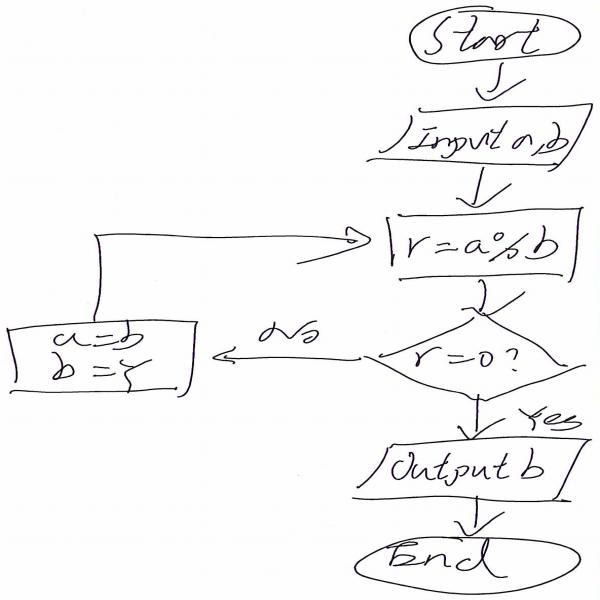 Start
Input a,b
r=a%b
r=0?
No
a=b
b=r
Yes
Output b
End